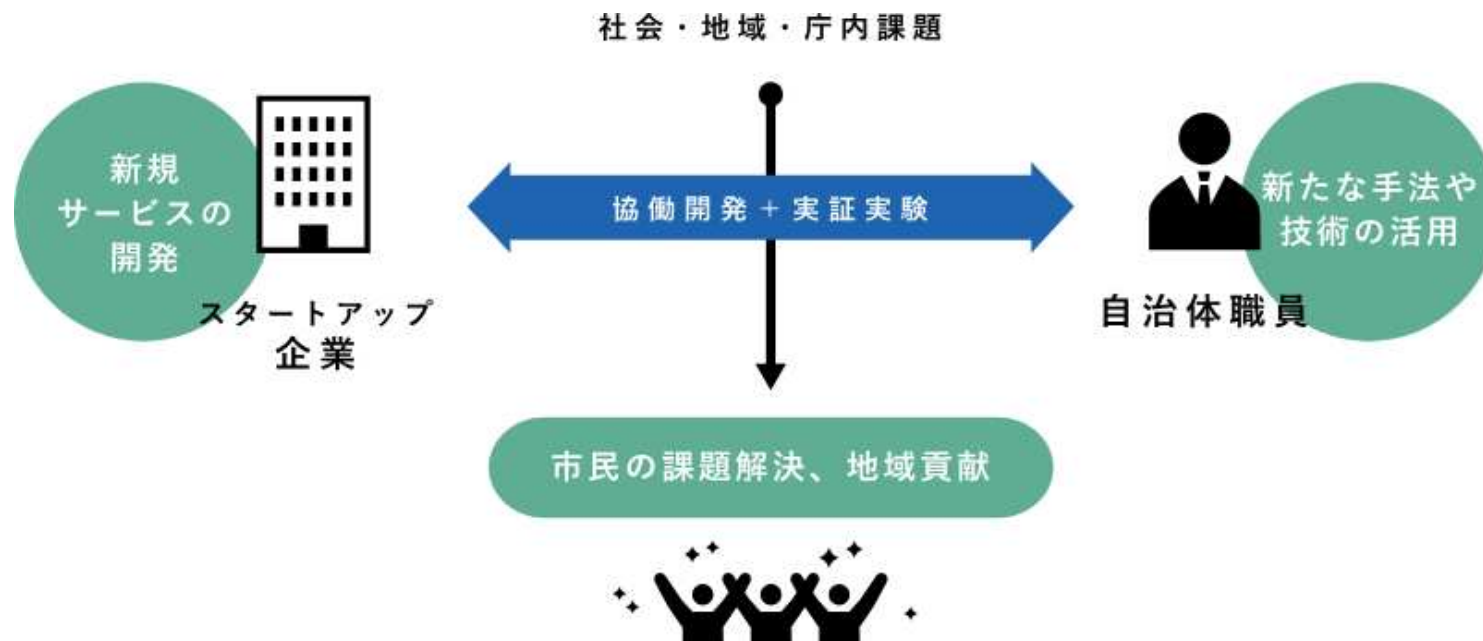 社会・地域・庁内課題
新規
サービスの
開発
スタートアップ
企業
協働開発＋実証実験
新たな手法や
技術の活用
自治体職員
市民の課題解決、地域貢献